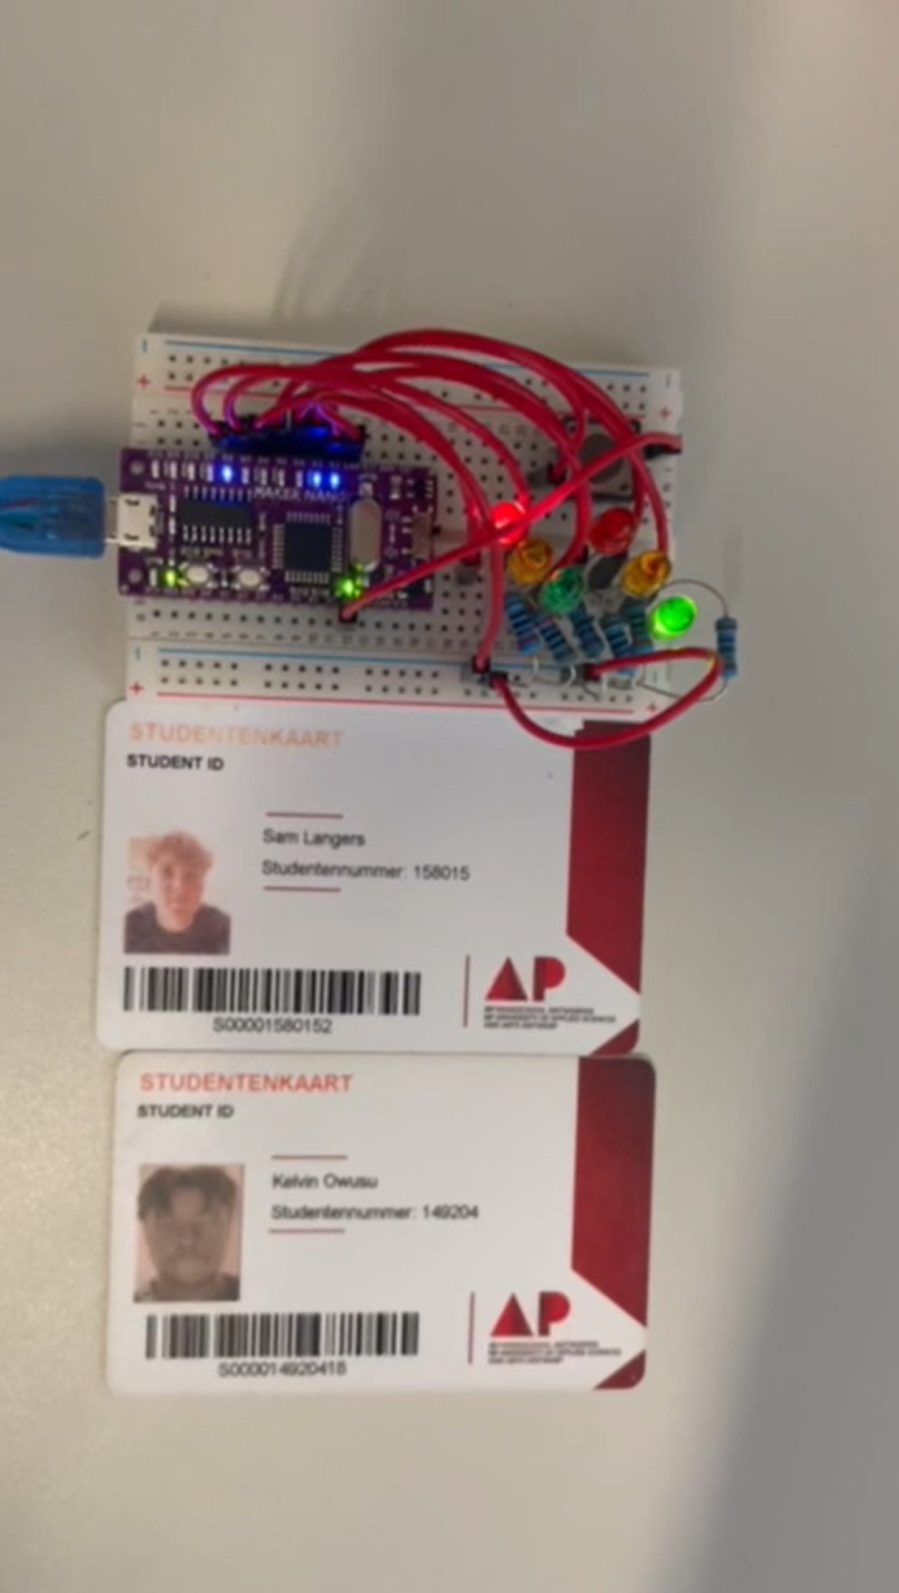 MAKER NANO
STUDENTENKAART
STUDENT ID
Sam Langers
Studentennummer: 158015
AP
S00001580152
STUDENTENKAART
STUDENT ID
Kelvin Owusu
Studentennummer: 149204
AP
S000014920418